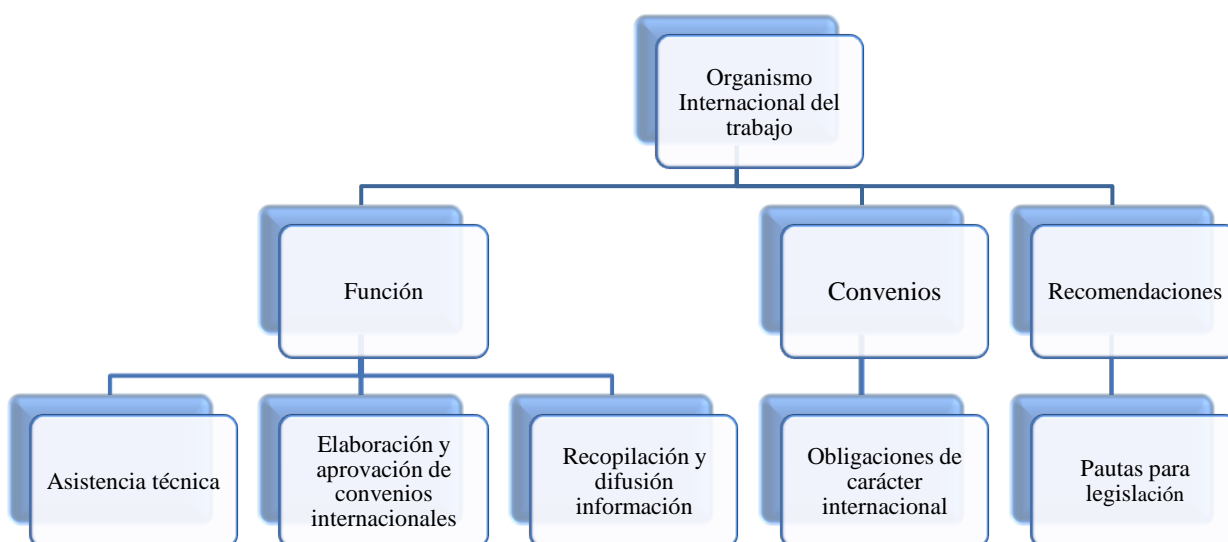 Organismo
Internacional del
trabajo
Función
Convenios
Recomendaciones
Asistencia técnica
Elaboración y
aprovación de
convenios
internacionales
Recopilación y
difusión
información
Obligaciones de
carácter
internacional
Pautas para
legislación